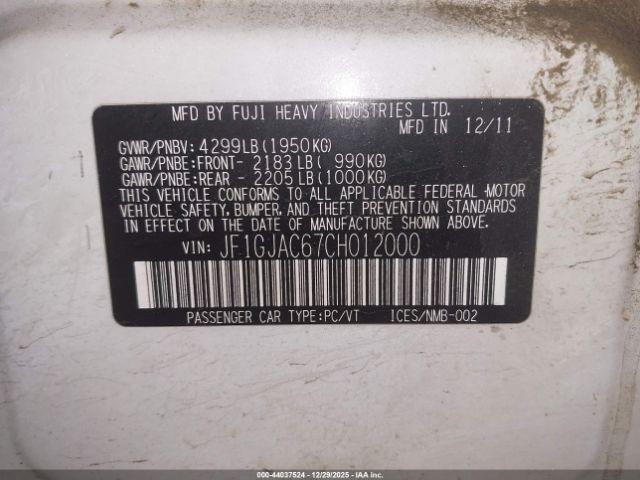 MFD BY FUJI HEAVY INDUSTRIES LTD.
MFD IN 12/11
GVWR/PNBV: 4299LB(1950KG)
GAWR/PNBE:FRONT- 2183LB( 990KG)
GAWR/PNBE:REAR - 2205LB(1000KG)
THIS VEHICLE CONFORMS TO ALL APPLICABLE FEDERAL -MOTOR
VEHICLE SAFETY, BUMPER, AND THEFT PREVENTION STANDARDS
IN EFFECT ON THE DATE OF MANUFACTURE SHOWN ABOVE.
VIN: JF1GJAC67CH012000
PASSENGER CAR TYPE:PC/VT ICES/NMB-002
000-44037524 - 12/29/2025 - IAAI.COM